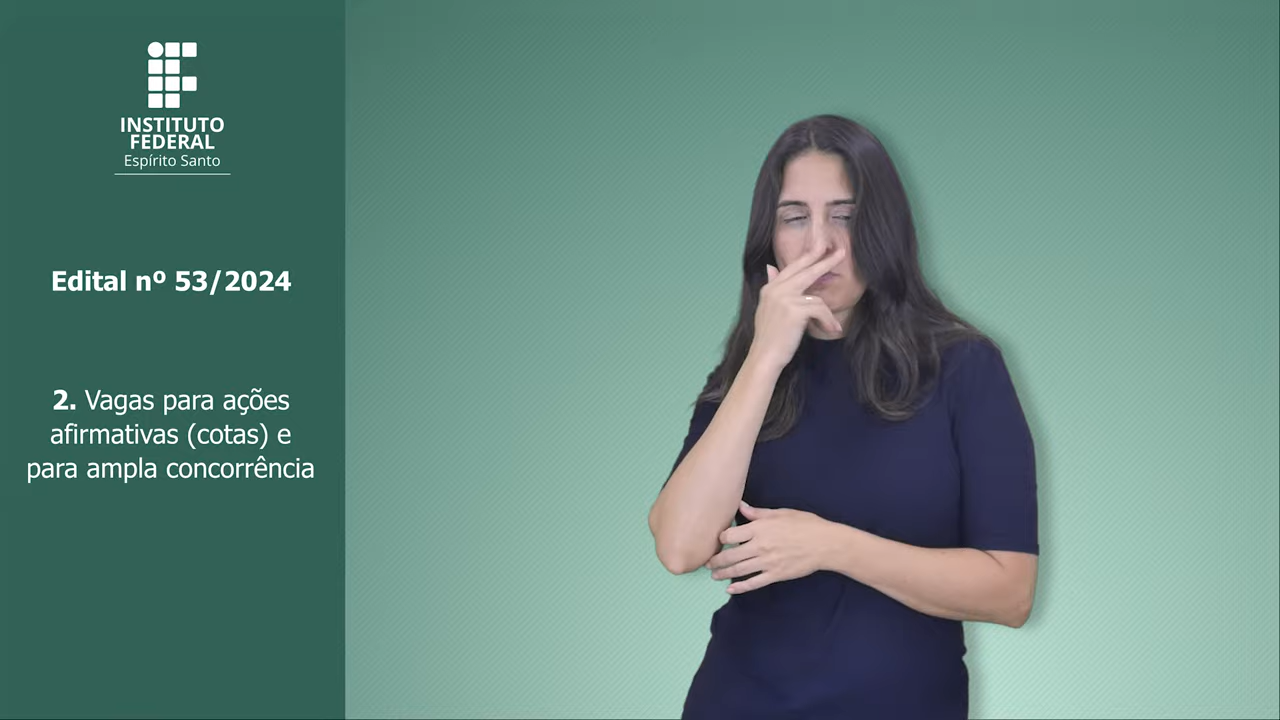 INSTITUTO
FEDERAL
Espírito Santo
Edital nº 53/2024
2. Vagas para ações
afirmativas (cotas) e
para ampla concorrência